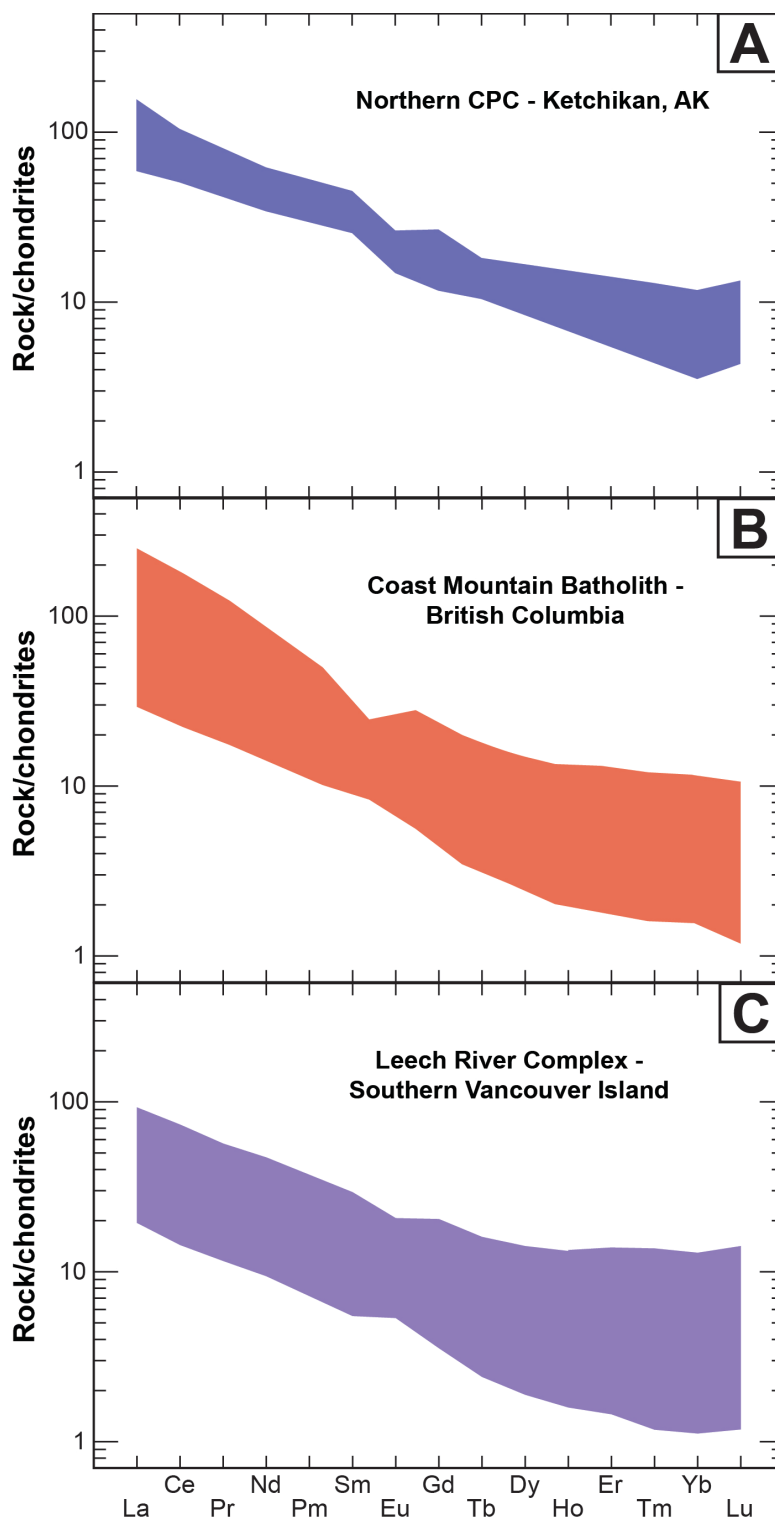 A
Northern CPC - Ketchikan, AK
Rock/chondrites
100
10
1
B
Coast Mountain Batholith -
British Columbia
Rock/chondrites
100
10
1
C
Leech River Complex -
Southern Vancouver Island
Rock/chondrites
100
10
1
La Ce Pr Nd Pm Sm Eu Gd Tb Dy Ho Er Tm Yb Lu